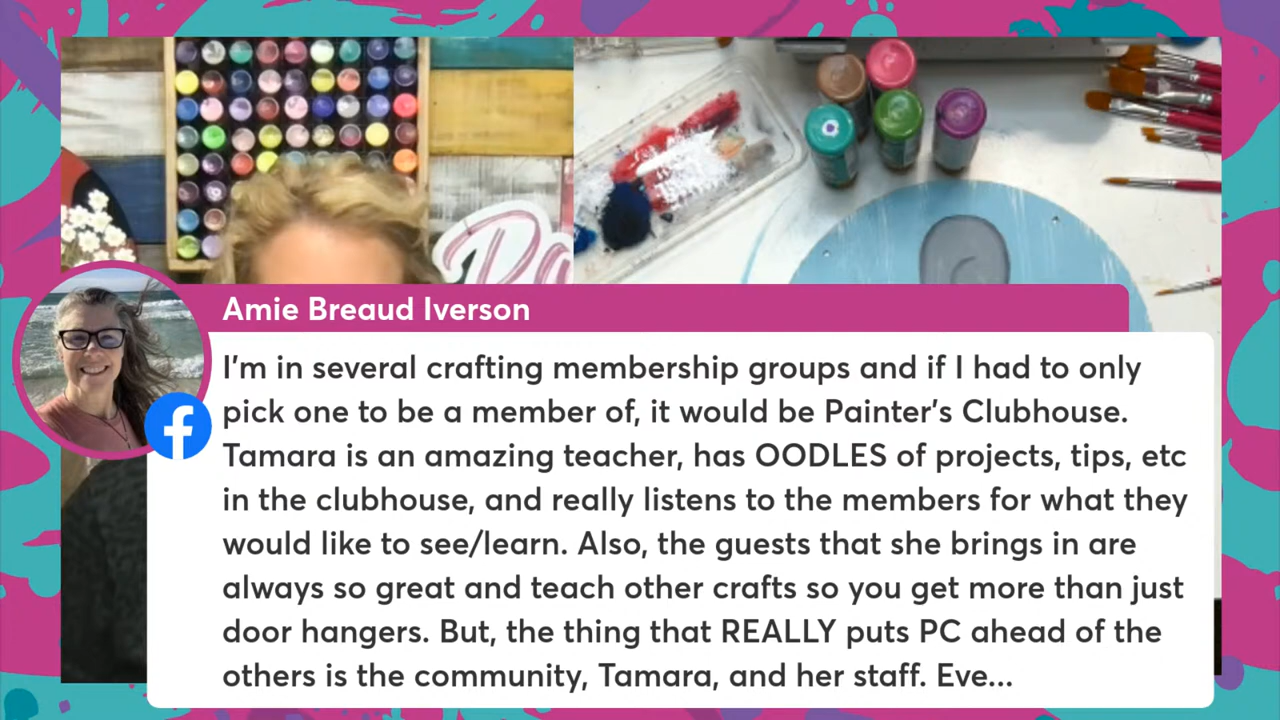 Amie Breaud Iverson
I'm in several crafting membership groups and if I had to only
pick one to be a member of, it would be Painter's Clubhouse.
Tamara is an amazing teacher, has OODLES of projects, tips, etc
in the clubhouse, and really listens to the members for what they
would like to see/learn. Also, the guests that she brings in are
always so great and teach other crafts so you get more than just
door hangers. But, the thing that REALLY puts PC ahead of the
others is the community, Tamara, and her staff. Eve...